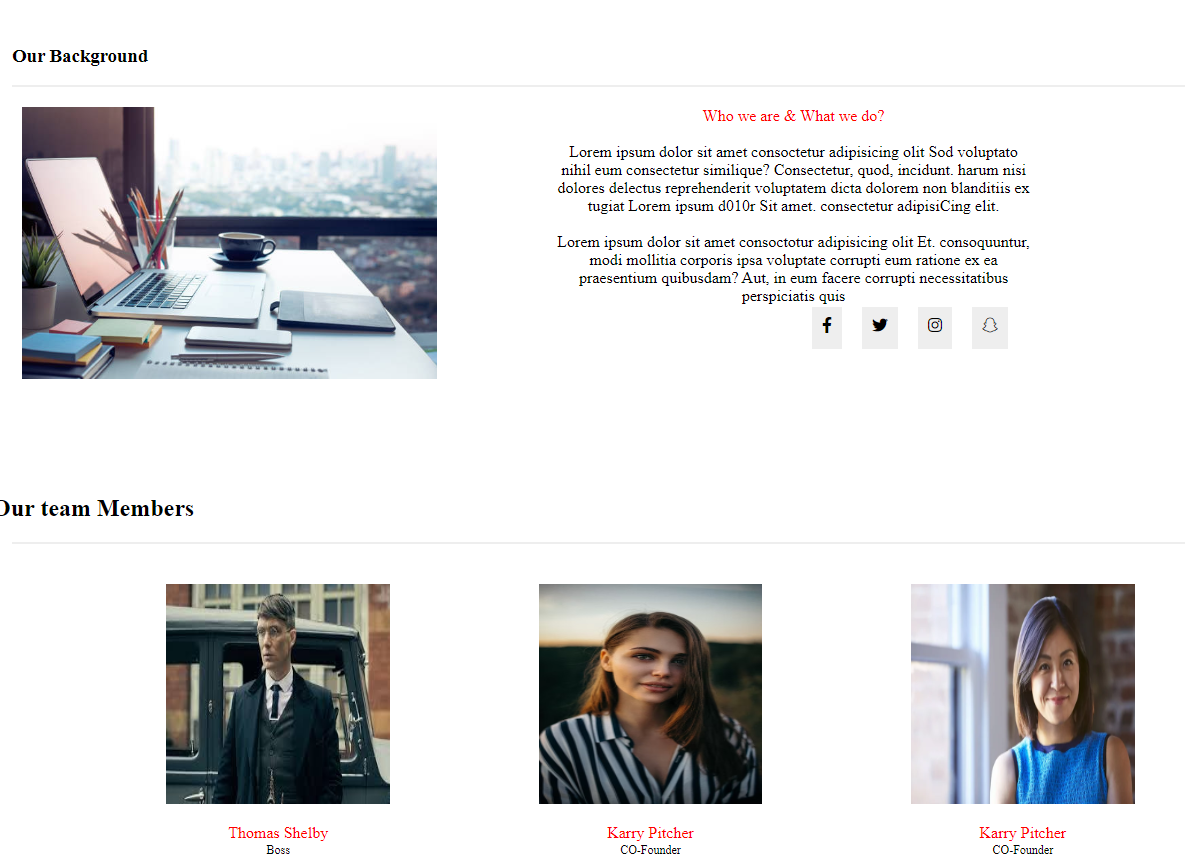 Our Background
Who we are & What we do?
Lorem ipsum dolor sit amet consoctetur adipisicing olit Sod voluptato
nihil eum consectetur similique? Consectetur, quod, incidunt. harum nisi
dolores delectus reprehenderit voluptatem dicta dolorem non blanditiis ex
tugiat Lorem ipsum d010r Sit amet. consectetur adipisiCing elit.
Lorem ipsum dolor sit amet consoctotur adipisicing olit Et. consoquuntur,
modi mollitia corporis ipsa voluptate corrupti eum ratione ex ea
praesentium quibusdam? Aut, in eum facere corrupti necessitatibus
perspiciatis quis
Our team Members
Thomas Shelby
Boss
Karry Pitcher
CO-Founder
Karry Pitcher
CO-Founder